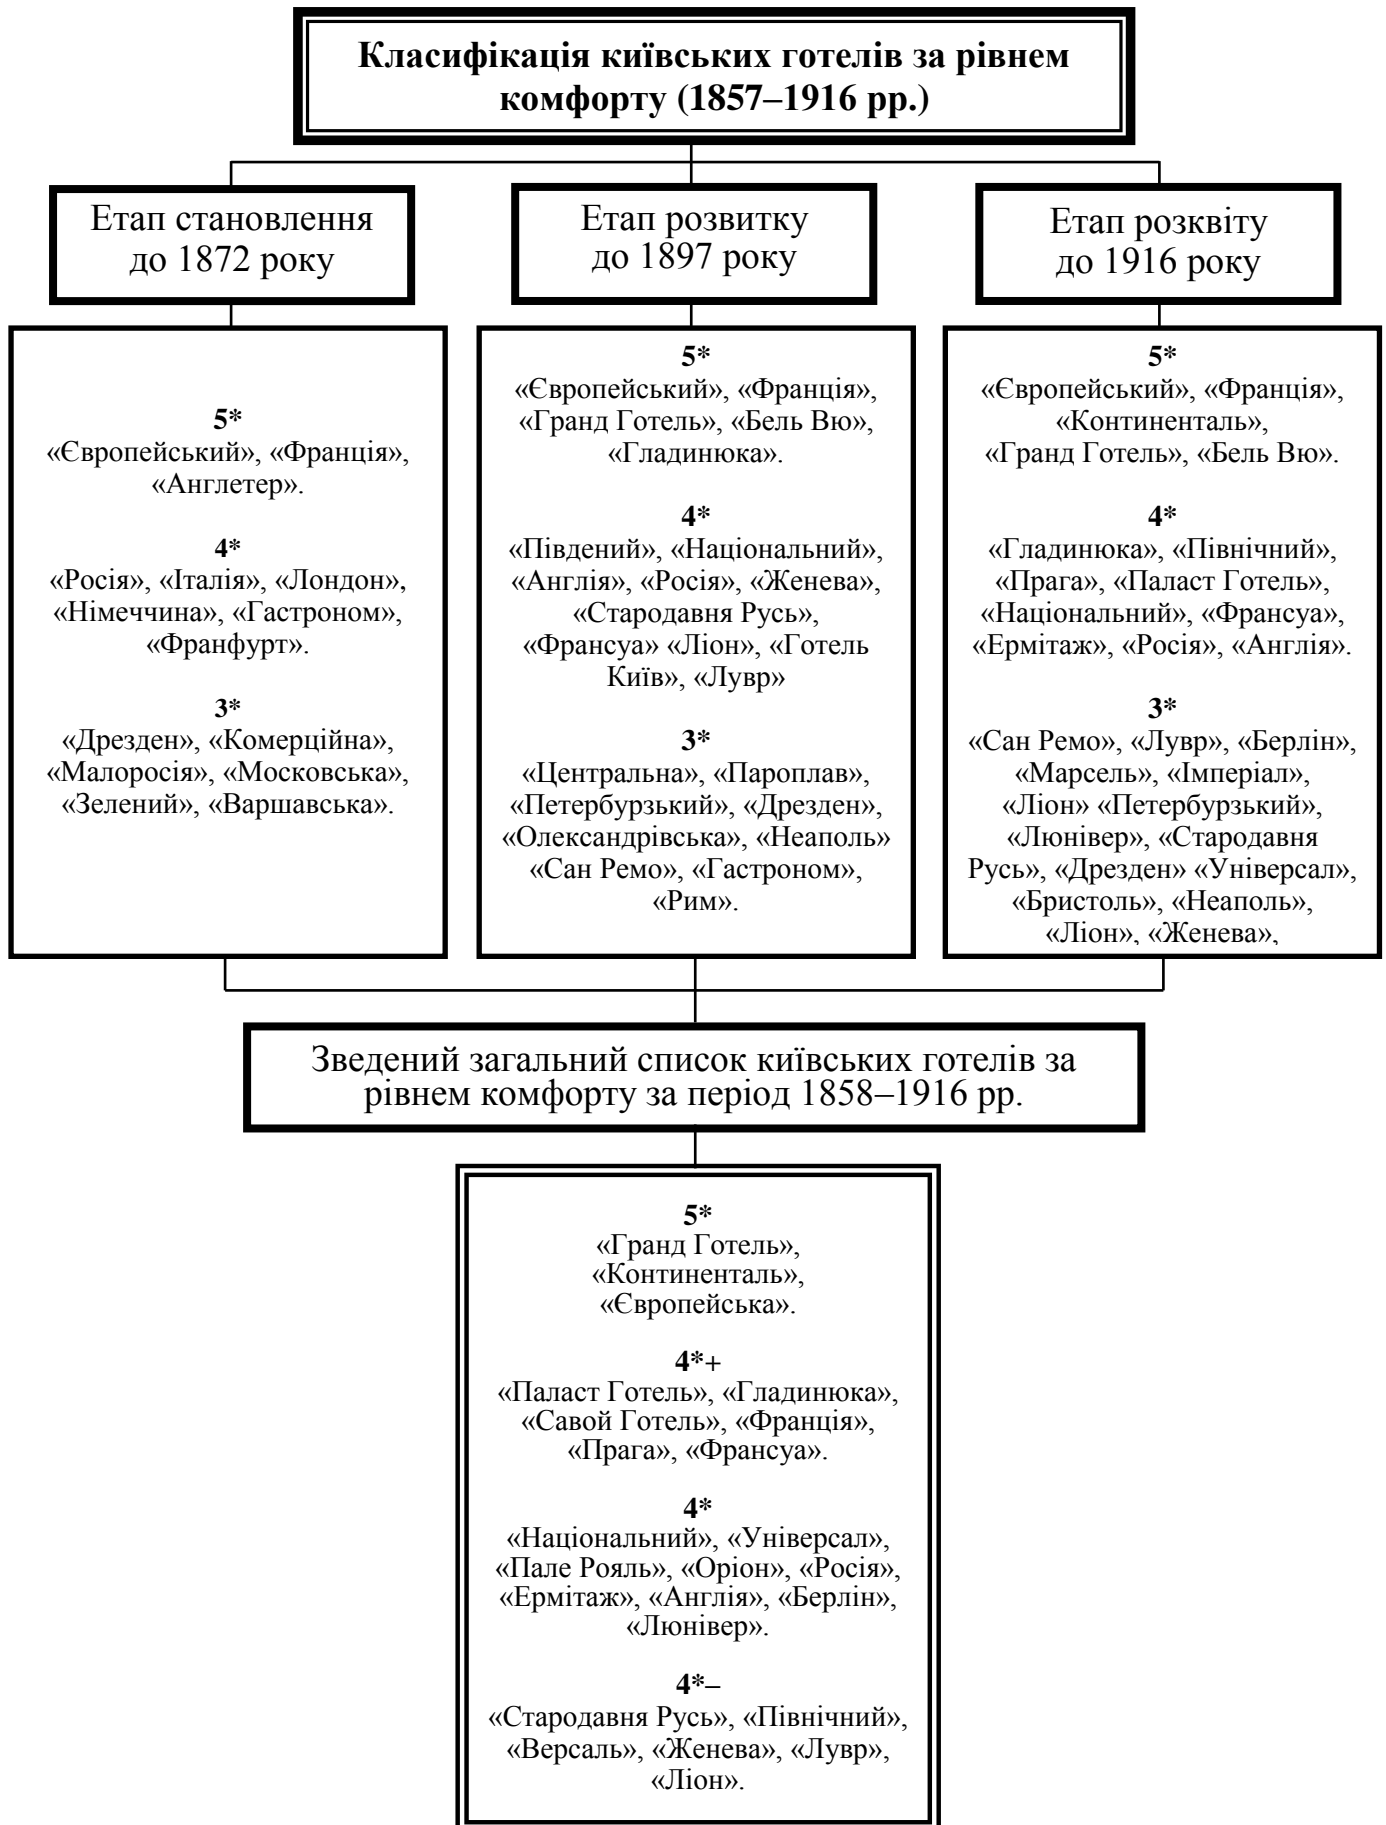 Класифікація київських готелів за рівнем
комфорту (1857–1916 рр.)
Етап становлення
до 1872 року
Етап розвитку
до 1897 року
Етап розквіту
до 1916 року
5*
«Європейський», «Франція»,
«Англетер».
4*
«Росія», «Італія», «Лондон»,
«Німеччина», «Гастроном»,
«Франфурт».
3*
«Дрезден», «Комерційна»,
«Малоросія», «Московська»,
«Зелений», «Варшавська».
5*
«Європейський», «Франція»,
«Гранд Готель», «Бель Вю»,
«Гладинюка».
4*
«Південий», «Національний»,
«Англія», «Росія», «Женева»,
«Стародавня Русь»,
«Франсуа» «Ліон», «Готель
Київ», «Лувр»
3*
«Центральна», «Пароплав»,
«Петербурзький», «Дрезден»,
«Олександрівська», «Неаполь»
«Сан Ремо», «Гастроном»,
«Рим».
5*
«Європейський», «Франція»,
«Континенталь»,
«Гранд Готель», «Бель Вю».
4*
«Гладинюка», «Північний»,
«Прага», «Паласт Готель»,
«Національний», «Франсуа»,
«Ермітаж», «Росія», «Англія».
3*
«Сан Ремо», «Лувр», «Берлін»,
«Марсель», «Імперіал»,
«Ліон» «Петербурзький»,
«Люнівер», «Стародавня
Русь», «Дрезден» «Універсал»,
«Бристоль», «Неаполь»,
«Ліон», «Женева»,
Зведений загальний список київських готелів за
рівнем комфорту за період 1858–1916 рр.
5*
«Гранд Готель»,
«Континенталь»,
«Європейська».
4*+
«Паласт Готель», «Гладинюка»,
«Савой Готель», «Франція»,
«Прага», «Франсуа».
4*
«Національний», «Універсал»,
«Пале Рояль», «Оріон», «Росія»,
«Ермітаж», «Англія», «Берлін»,
«Люнівер».
4*–
«Стародавня Русь», «Північний»,
«Версаль», «Женева», «Лувр»,
«Ліон».